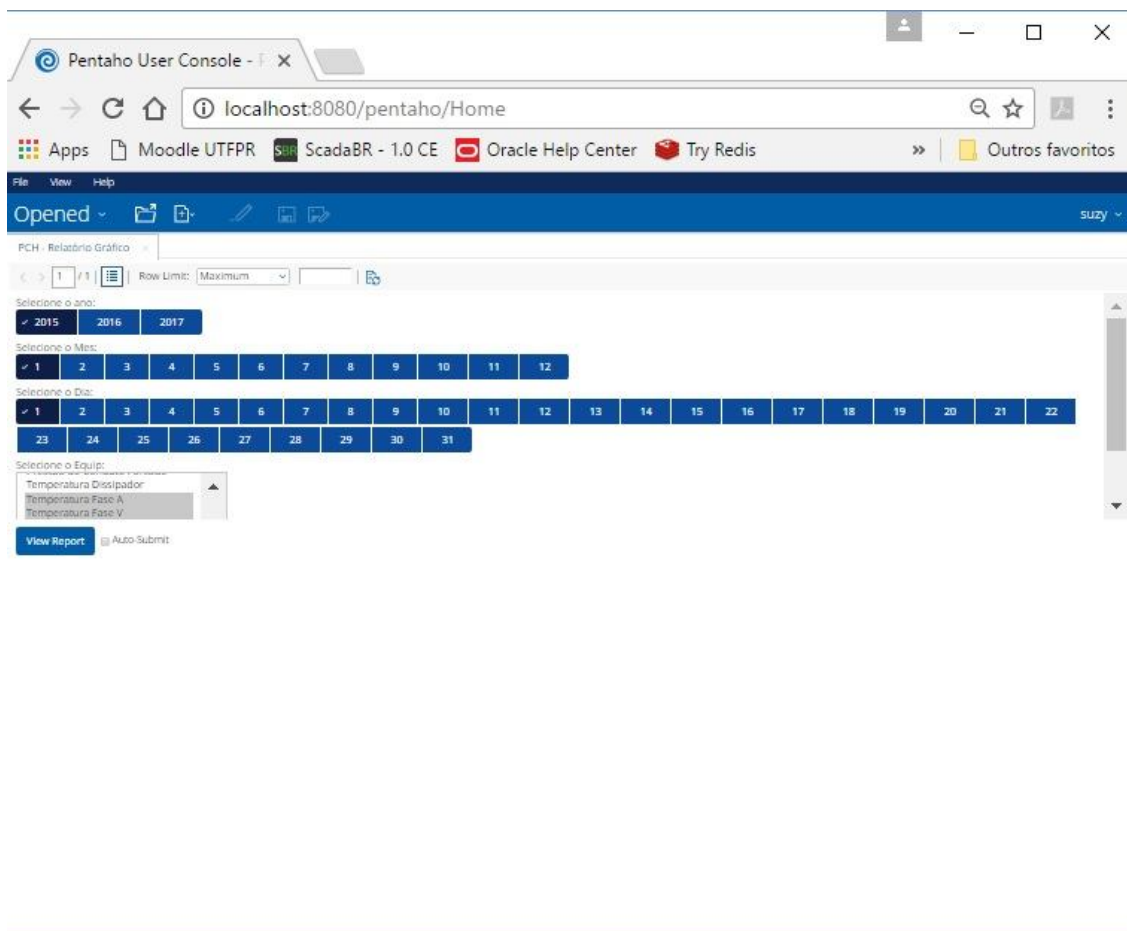 Pentaho User Console -
localhost:8080/pentaho/Home
Apps Moodle UTFPR SBR ScadaBR - 1.0 CE Oracle Help Center Try Redis » Outros favoritos
File View Help
Opened suzy
PCH - Relatório Gráfico
1 / 1 Row Limit: Maximum
Selecione o ano:
2015 2016 2017
Selecione o Mes:
1 2 3 4 5 6 7 8 9 10 11 12
Selecione o Dia:
1 2 3 4 5 6 7 8 9 10 11 12 13 14 15 16 17 18 19 20 21 22
23 24 25 26 27 28 29 30 31
Selecione o Equip:
Temperatura Dissipador
Temperatura Fase A
Temperatura Fase V
View Report Auto-Submit